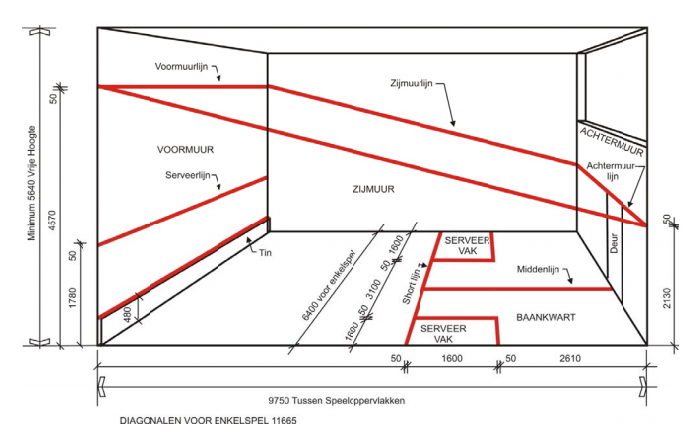 Voormuurlijn
Zijmuurlijn
50
VOORMUUR
ACHTERMUUR
Achtermuur-
lijn
Minimum 5640 Vrije Hoogte
4570
Serveerlijn
ZIJMUUR
Deur
50
50
Tin
SERVEER
VAK
6400 voor enkelspel
1600
50
3100
50
1600
Short lijn
Middenlijn
1780
480
2130
BAANKWART
SERVEER
VAK
50 1600 50 2610
9750 Tussen Speeloppervlakken
DIAGONALEN VOOR ENKELSPEL 11665